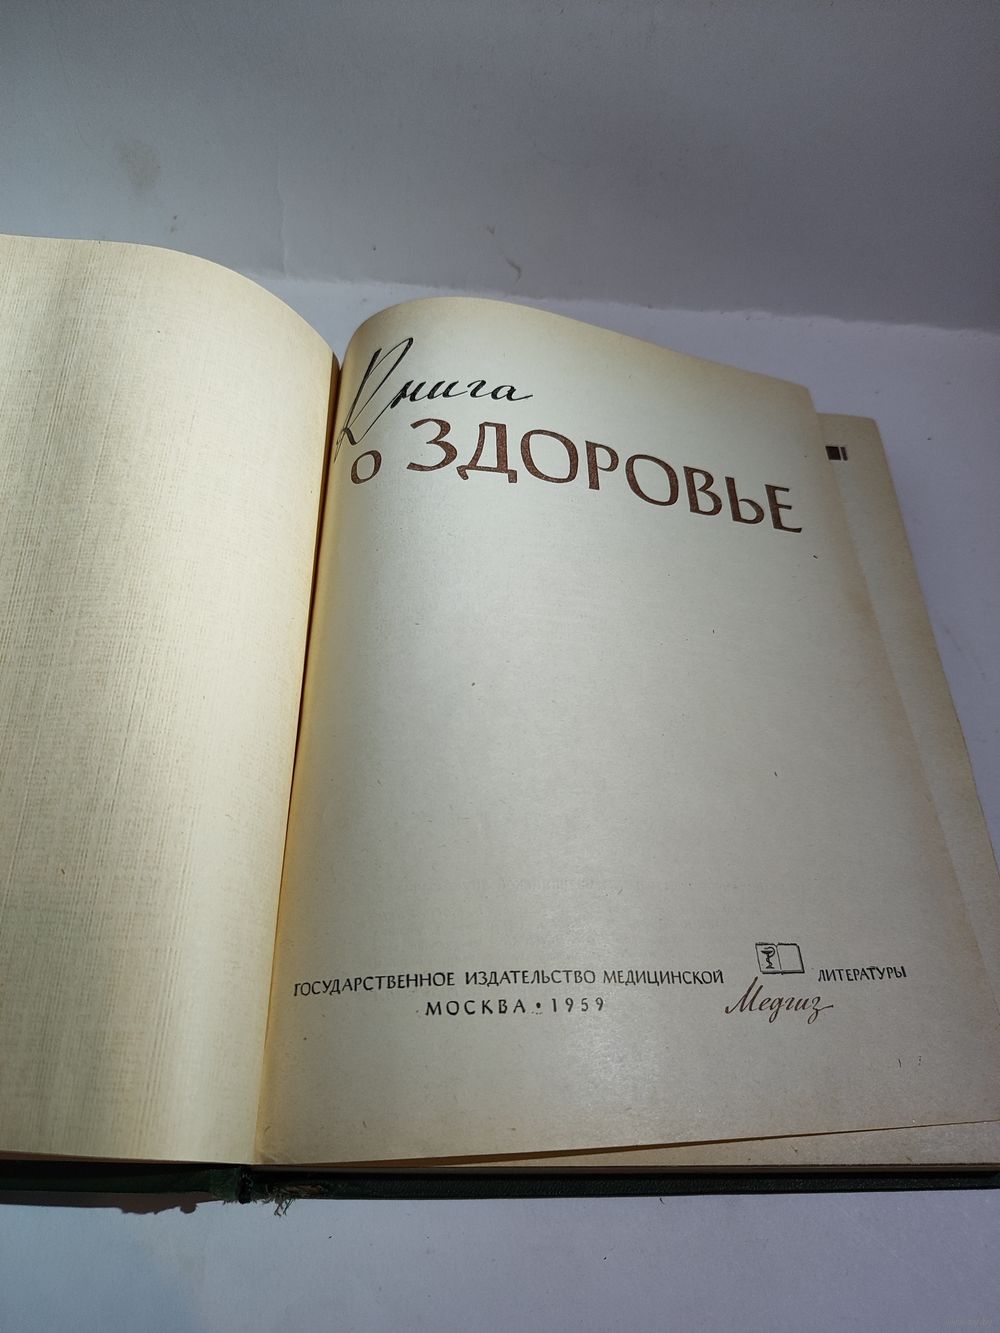 Книга
о ЗДОРОВЬЕ
ГОСУДАРСТВЕННОЕ ИЗДАТЕЛЬСТВО МЕДИЦИНСКОЙ ЛИТЕРАТУРЫ
Медгиз
МОСКВА • 1959